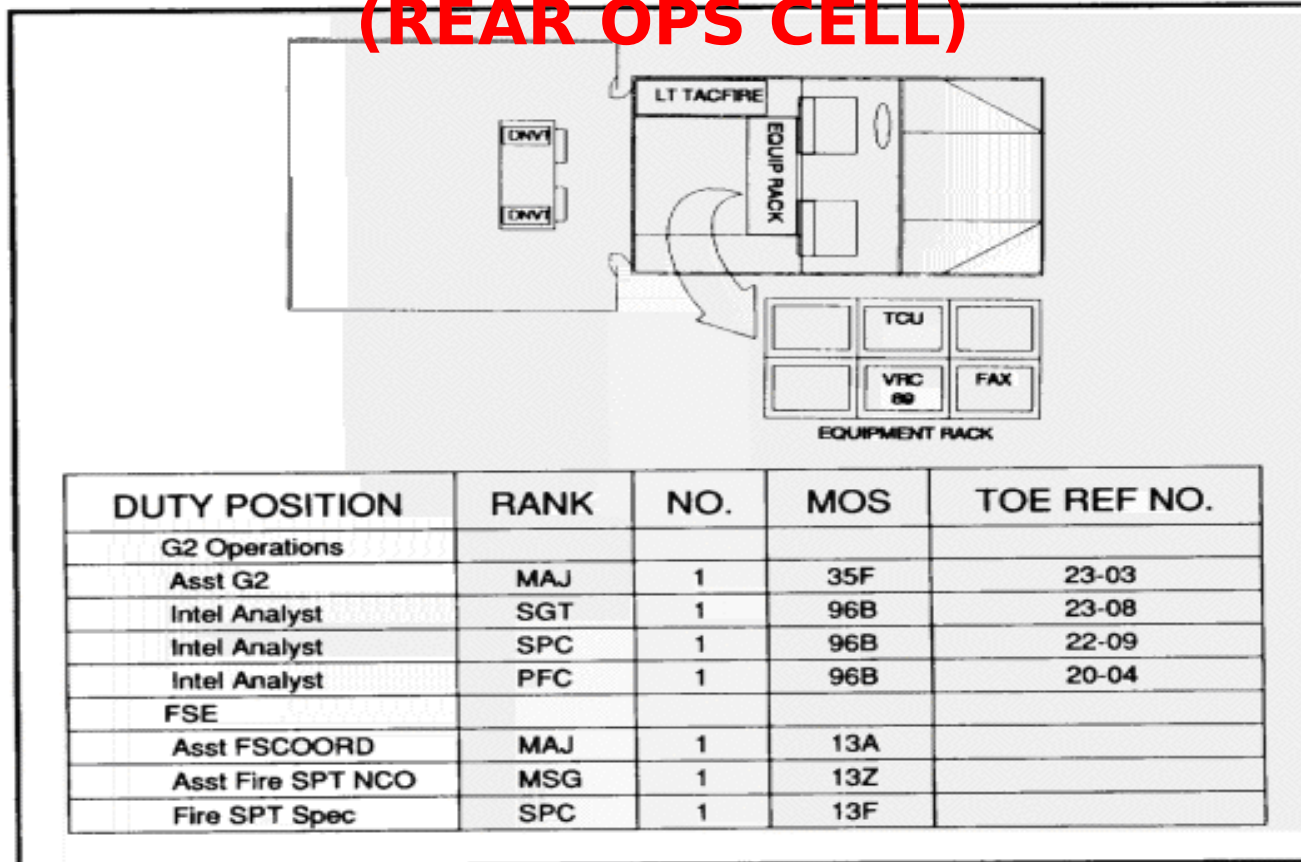 (REAR OPS CELL)
LT TACFIRE
DNVT
EQUIP RACK
DNVT
TCU
VRC
89
FAX
EQUIPMENT RACK
DUTY POSITION RANK NO. MOS TOE REF NO.
G2 Operations
Asst G2 MAJ 1 35F 23-03
Intel Analyst SGT 1 96B 23-08
Intel Analyst SPC 1 96B 22-09
Intel Analyst PFC 1 96B 20-04
FSE
Asst FSCOORD MAJ 1 13A
Asst Fire SPT NCO MSG 1 13Z
Fire SPT Spec SPC 1 13F